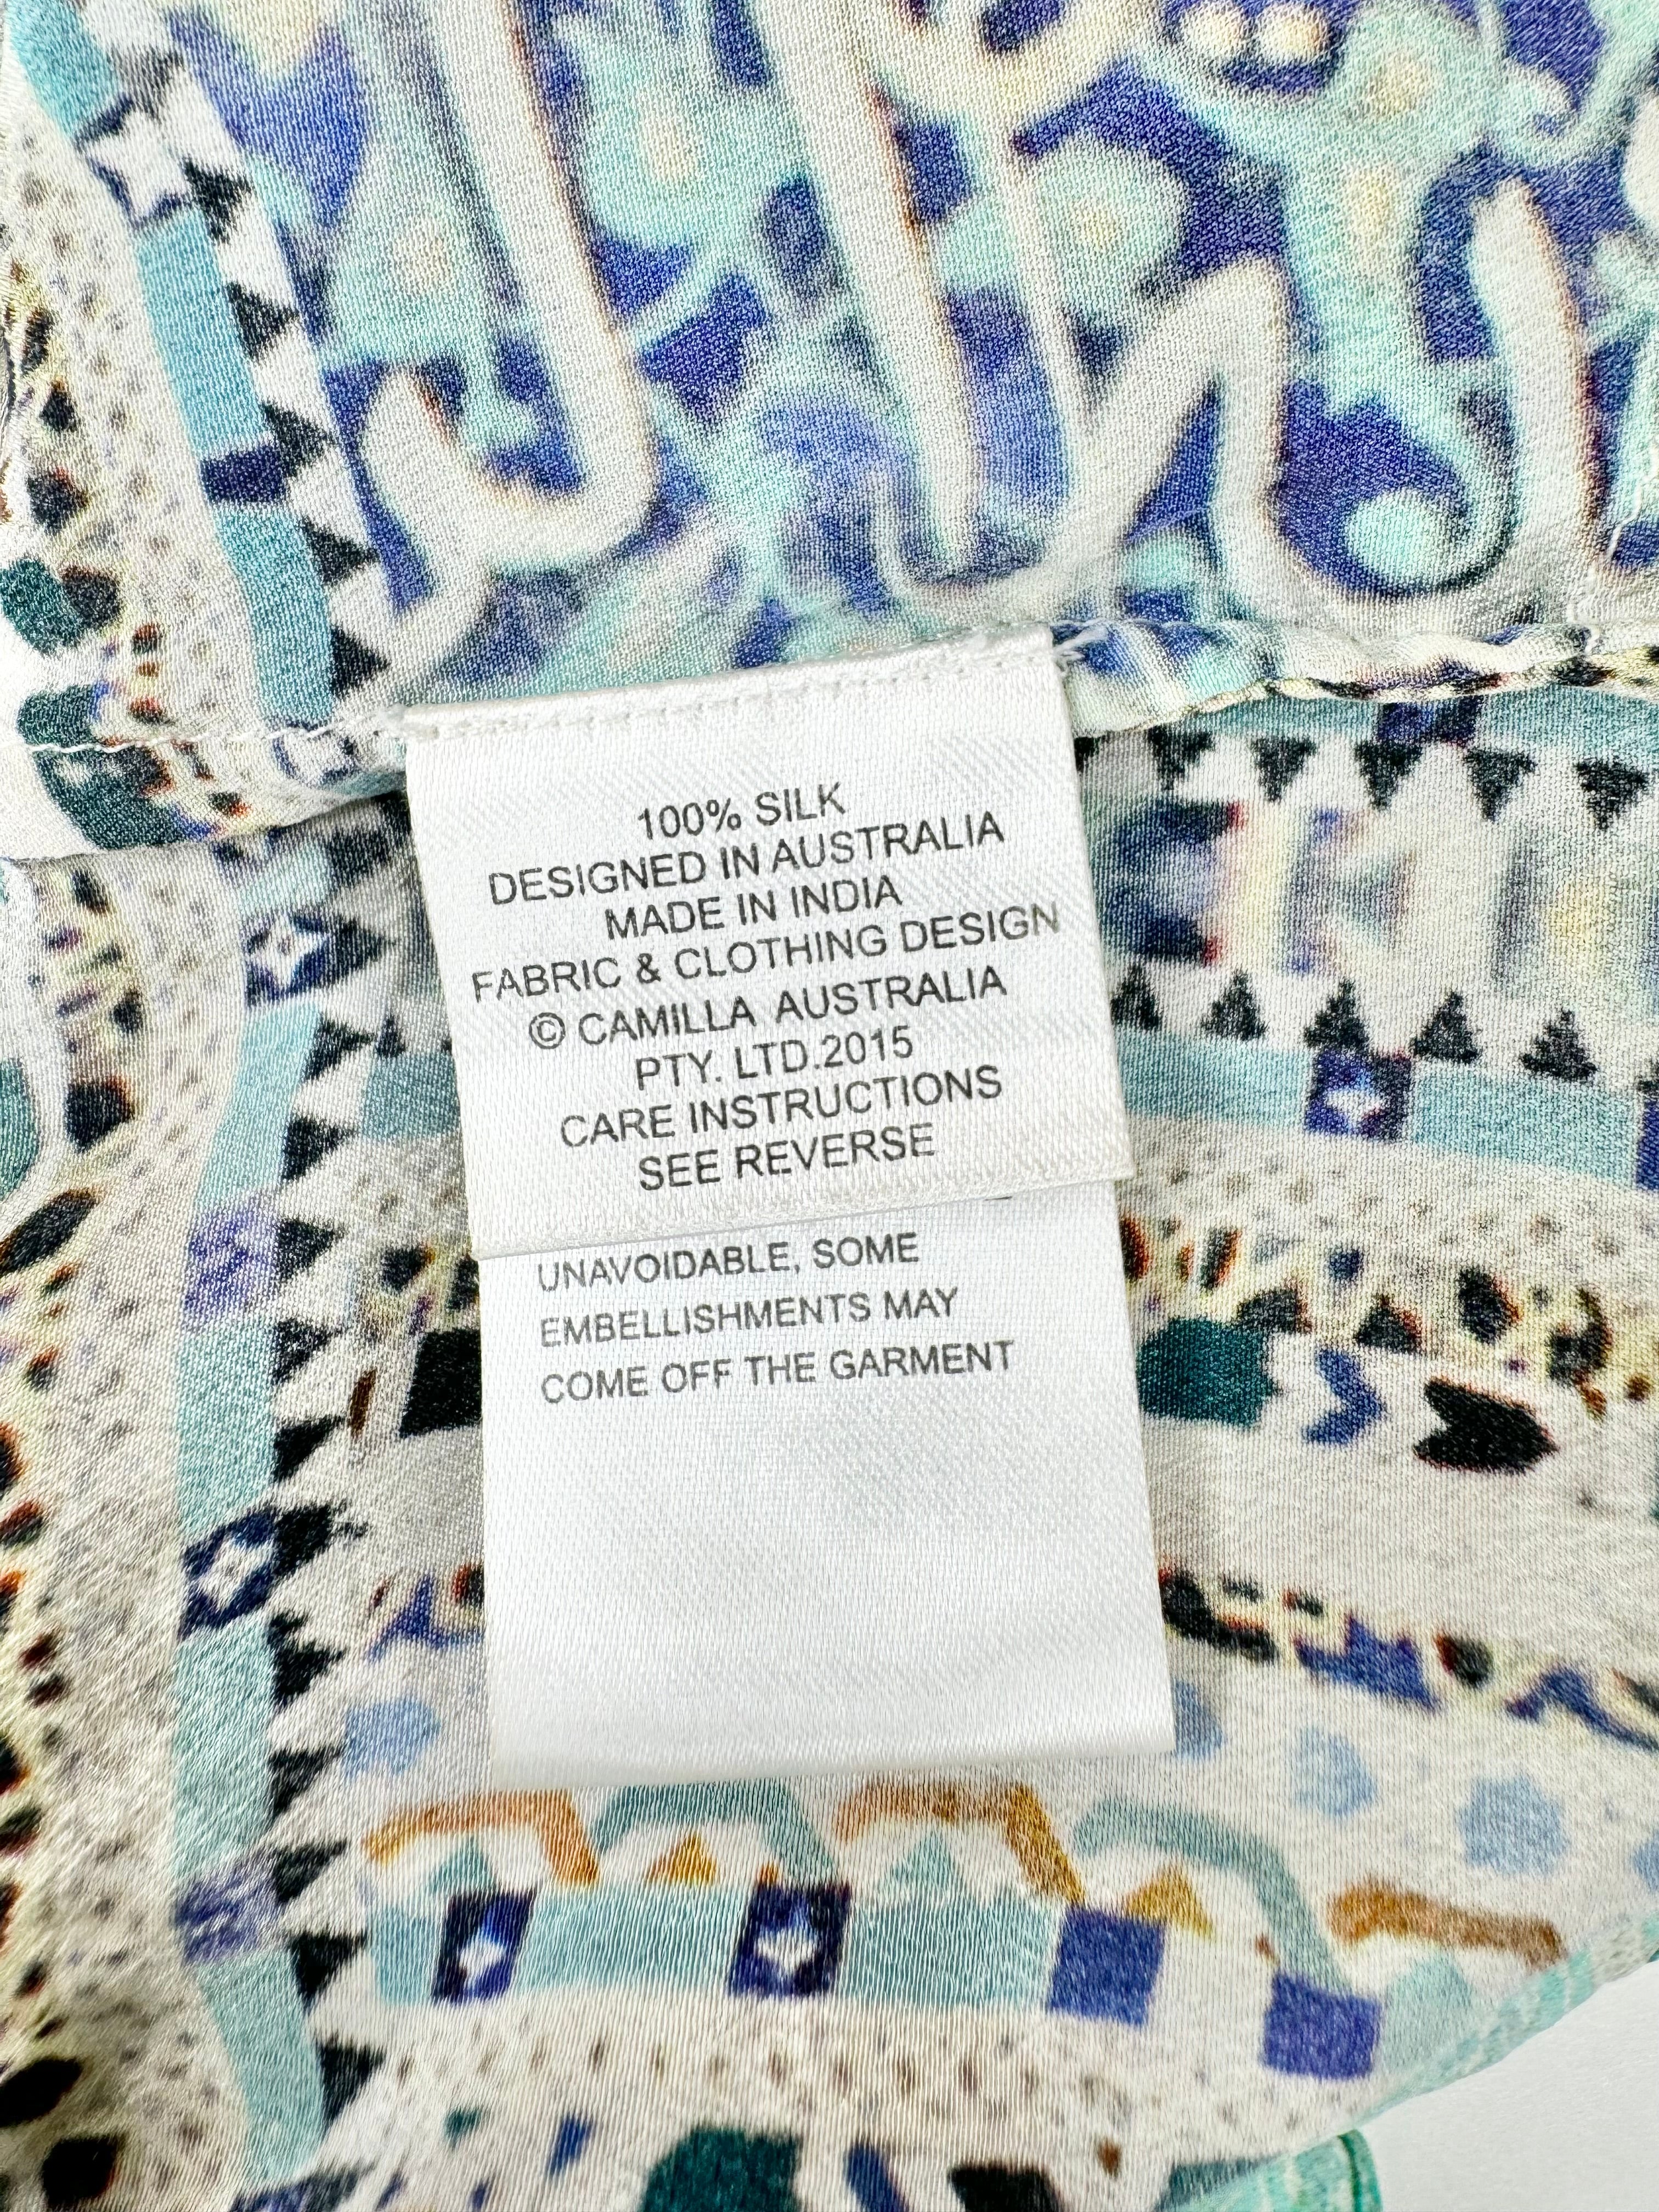 100% SILK
DESIGNED IN AUSTRALIA
MADE IN INDIA
FABRIC & CLOTHING DESIGN
© CAMILLA AUSTRALIA
PTY. LTD.2015
CARE INSTRUCTIONS
SEE REVERSE
UNAVOIDABLE, SOME
EMBELLISHMENTS MAY
COME OFF THE GARMENT